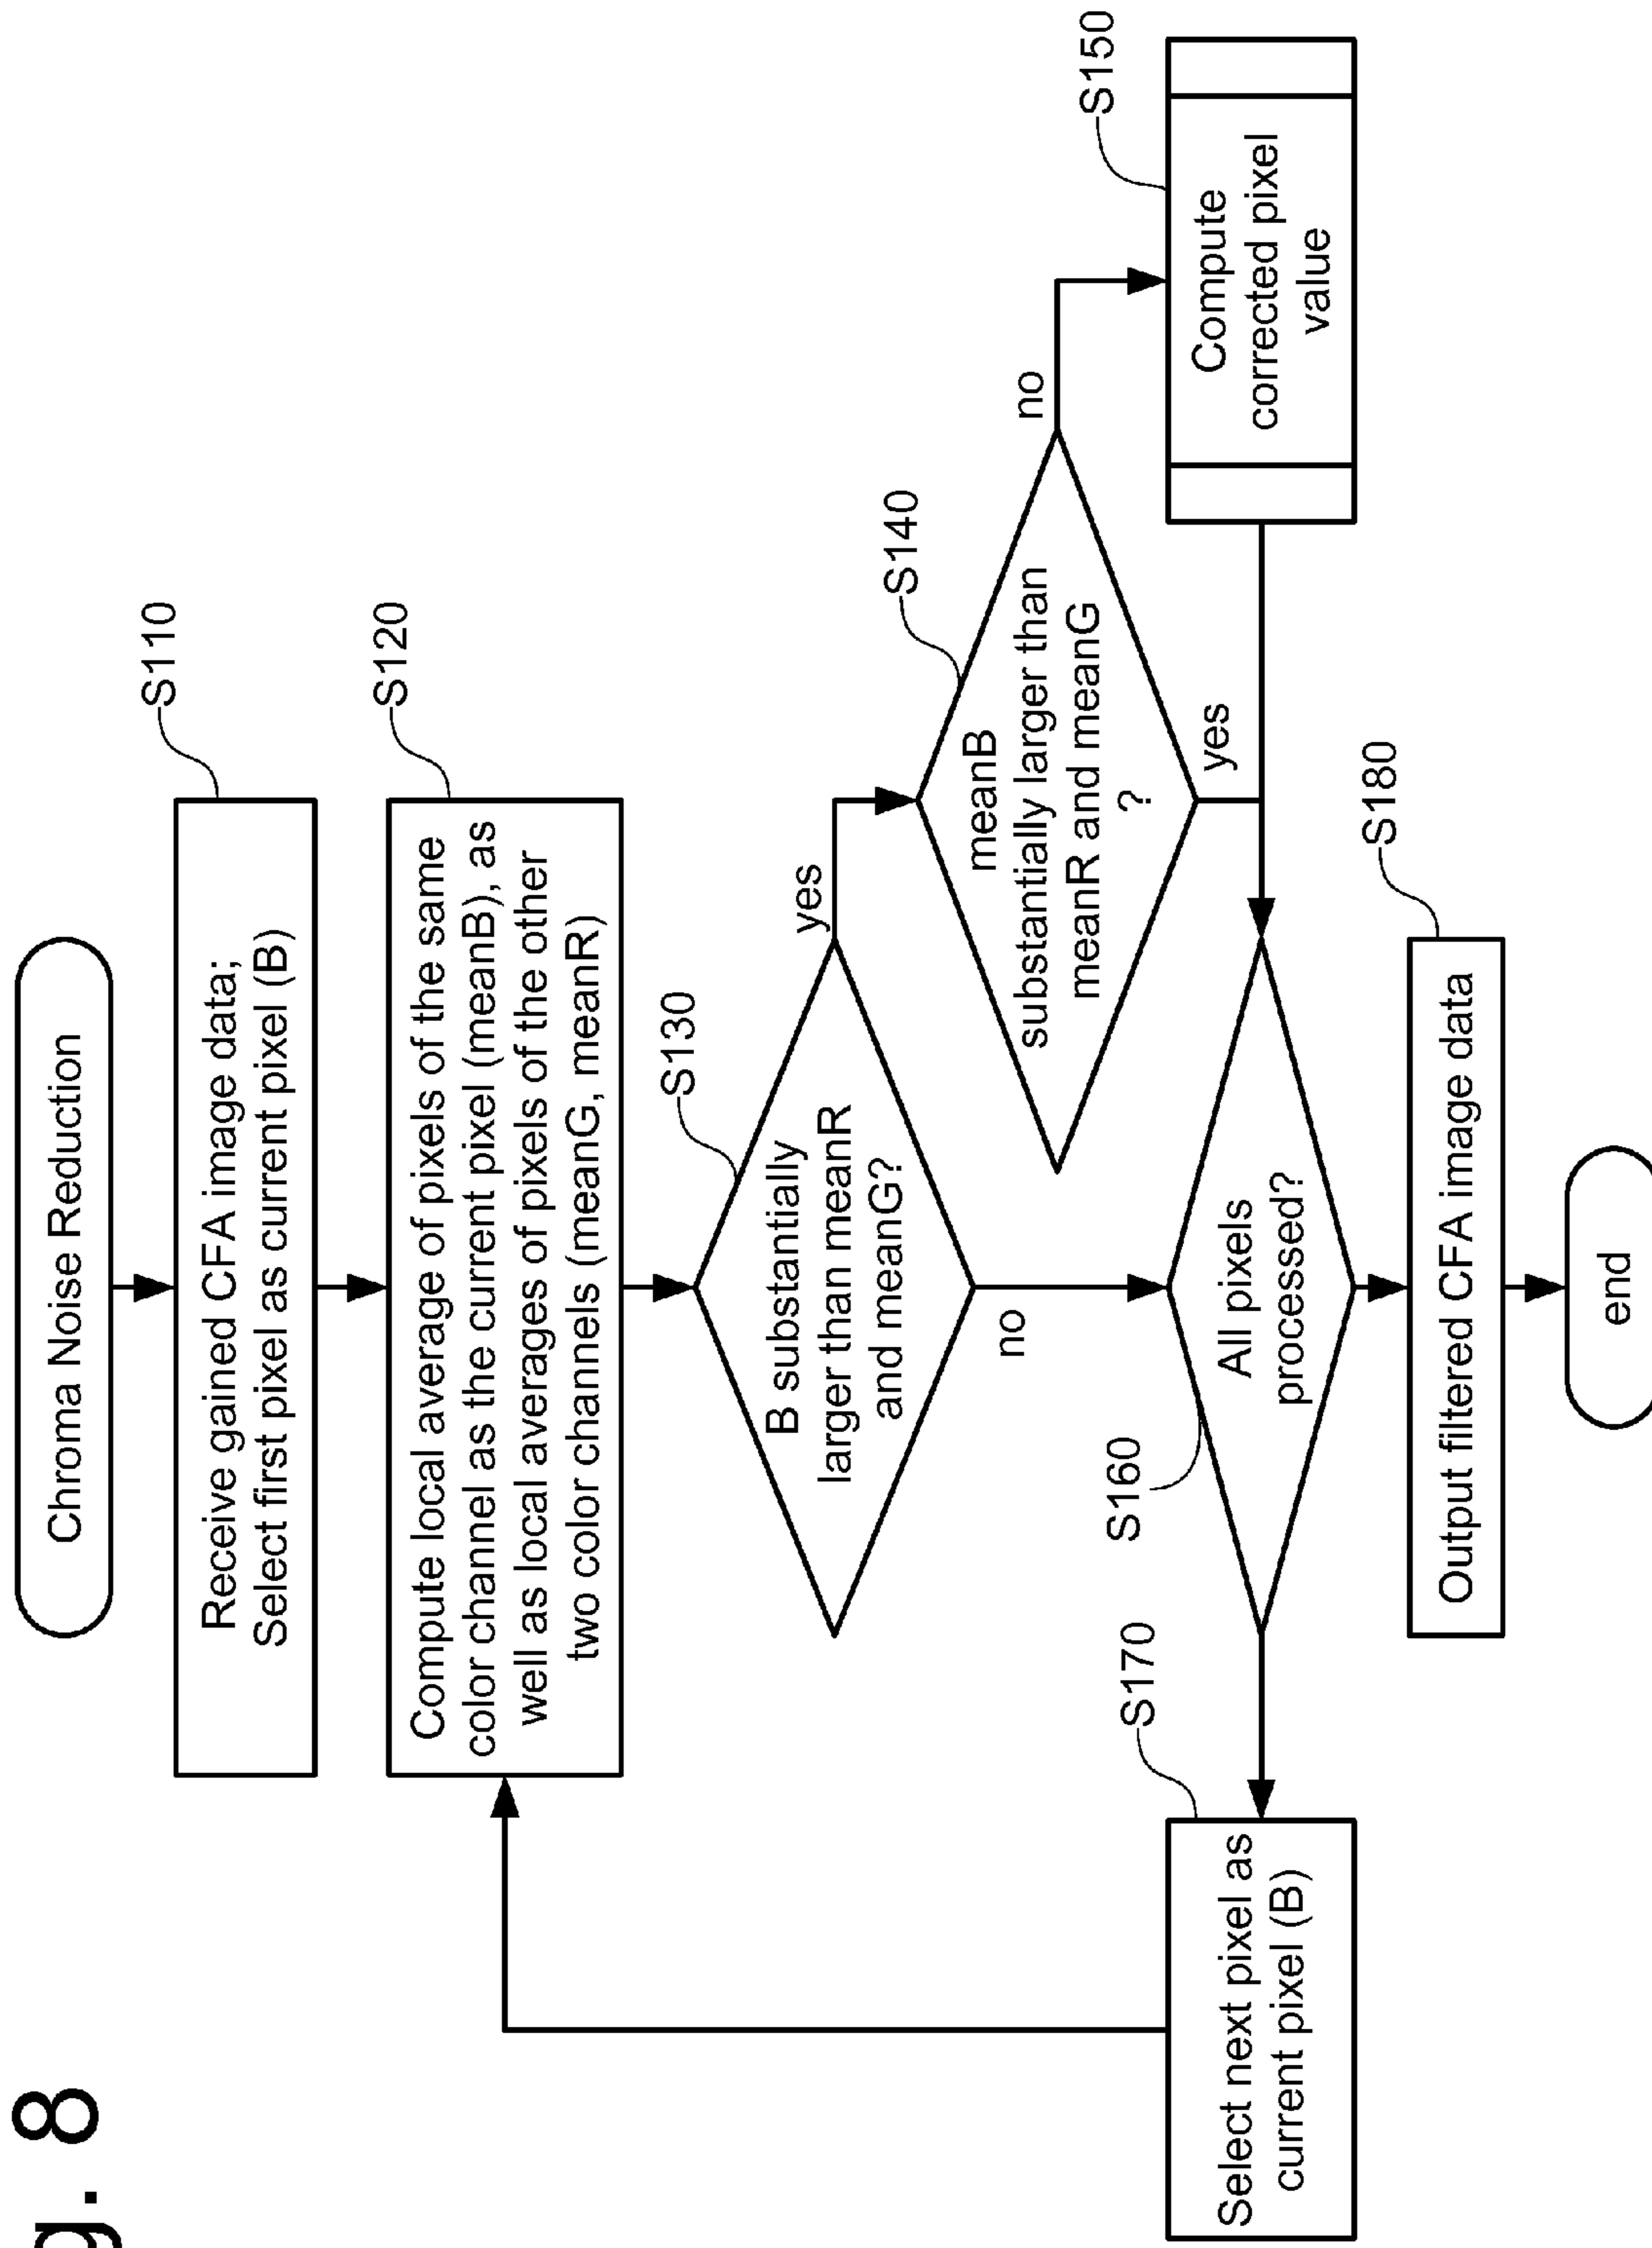 g. 8
Chroma Noise Reduction
S110
Receive gained CFA image data;
Select first pixel as current pixel (B)
S120
Compute local average of pixels of the same
color channel as the current pixel (meanB), as
well as local averages of pixels of the other
two color channels (meanG, meanR)
S130
B substantially
larger than meanR
and meanG?
yes
no
S140
meanB
substantially larger than
meanR and meanG
?
no
yes
S150
Compute
corrected pixel
value
S160
All pixels
processed?
S170
Select next pixel as
current pixel (B)
S180
Output filtered CFA image data
end